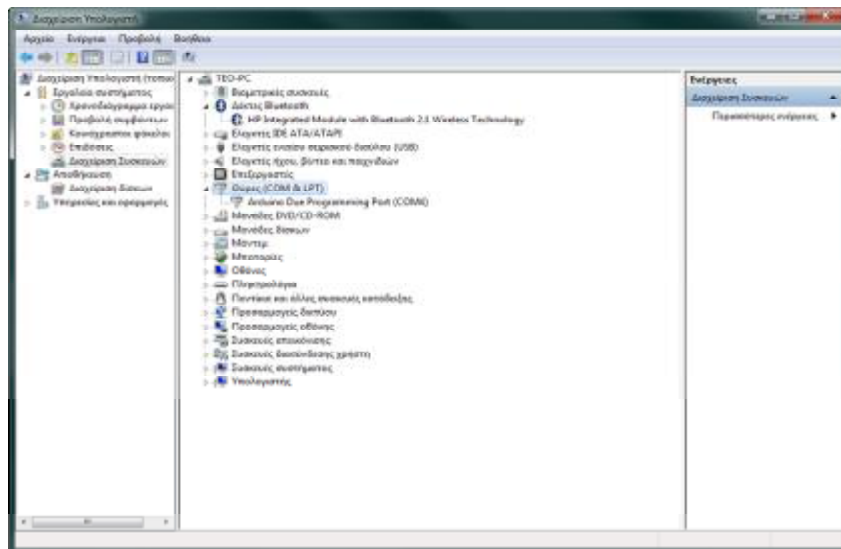 Διαχείριση Υπολογιστή
Αρχείο Ενέργεια Προβολή Βοήθεια
Διαχείριση Υπολογιστή (τοπικ
Εργαλεία συστήματος
Χρονοδιάγραμμα εργασ
Προβολή συμβάντων
Κοινόχρηστοι φάκελοι
Επιδόσεις
Διαχείριση Συσκευών
Αποθήκευση
Διαχείριση δίσκων
Υπηρεσίες και εφαρμογές
TEO-PC
Βιομετρικές συσκευές
Δέκτες Bluetooth
HP Integrated Module with Bluetooth 2.1 Wireless Technology
Ελεγκτές IDE ATA/ATAPI
Ελεγκτές ενιαίου σειριακού διαύλου (USB)
Ελεγκτές ήχου, βίντεο και παιχνιδιών
Επεξεργαστές
Θύρες (COM & LPT)
Arduino Due Programming Port
Μονάδες DVD/CD-ROM
Μονάδες δίσκων
Μόντεμ
Μπαταρίες
Οθόνες
Πληκτρολόγια
Ποντίκια και άλλες συσκευές κατάδειξης
Προσαρμογείς δικτύου
Προσαρμογείς οθόνης
Συσκευές απεικόνισης
Συσκευές διασύνδεσης χρήστη
Συσκευές συστήματος
Υπολογιστής
Ενέργειες
Διαχείριση Συσκευών
Περισσότερες ενέργειες